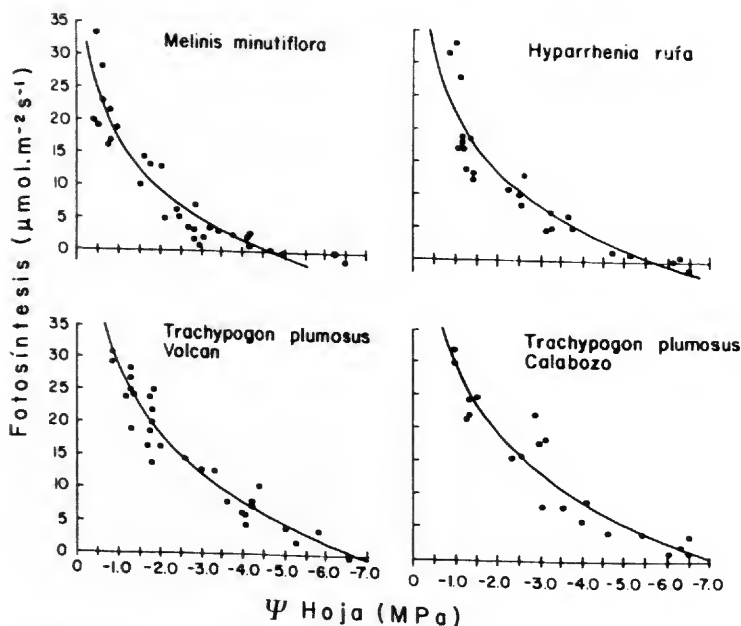 Fotosíntesis (μmol.m⁻²s⁻¹)
35
30
25
20
15
10
5
0
Melinis minutiflora
Hyparrhenia rufa
35
30
25
20
15
10
5
0
Trachypogon plumosus
Volcan
Trachypogon plumosus
Calabozo
0 -1.0 -2.0 -3.0 -4.0 -5.0 -6.0 -7.0
0 -1.0 -2.0 -3.0 -4.0 -5.0 -6.0 -7.0
Ψ Hoja (MPa)